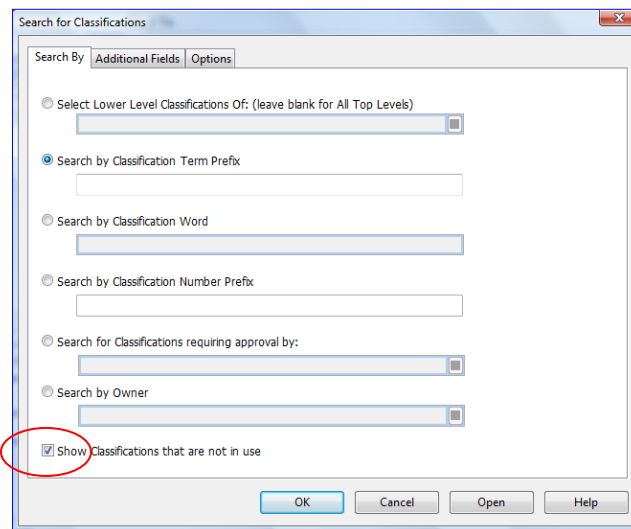 Search for Classifications
Search By Additional Fields Options
Select Lower Level Classifications Of: (leave blank for All Top Levels)
Search by Classification Term Prefix
Search by Classification Word
Search by Classification Number Prefix
Search for Classifications requiring approval by:
Search by Owner
Show Classifications that are not in use
OK Cancel Open Help